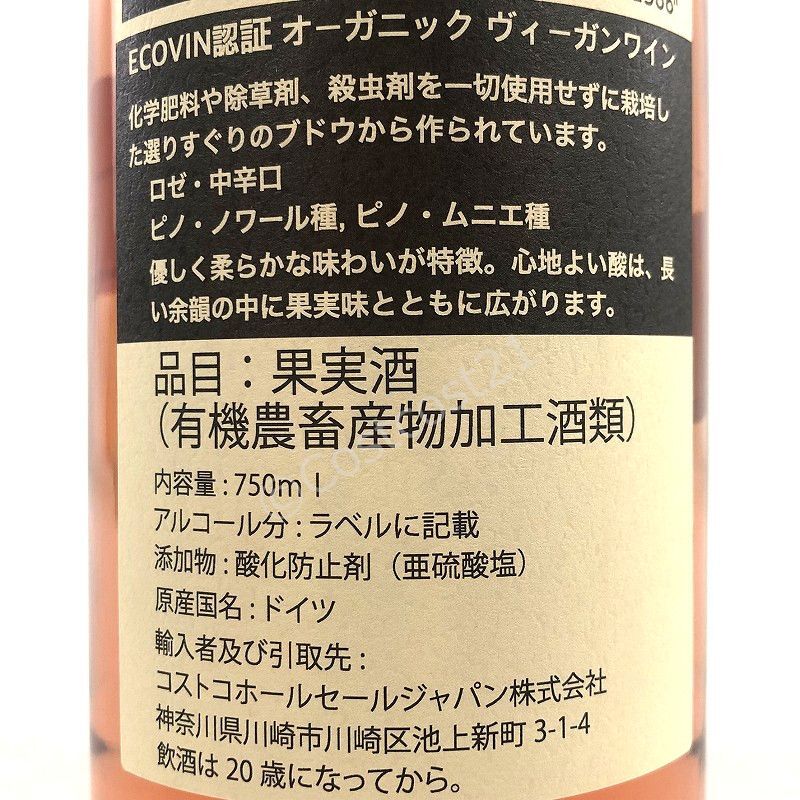 ECOVIN認証 オーガニック ヴィーガンワイン
化学肥料や除草剤、殺虫剤を一切使用せずに栽培し
た選りすぐりのブドウから作られています。
ロゼ・中辛口
ピノ・ノワール種, ピノ・ムニエ種
優しく柔らかな味わいが特徴。心地よい酸は、長
い余韻の中に果実味とともに広がります。
品目:果実酒
(有機農畜産物加工酒類)
内容量:750ml
アルコール分:ラベルに記載
添加物:酸化防止剤(亜硫酸塩)
原産国名:ドイツ
輸入者及び引取先:
コストコホールセールジャパン株式会社
神奈川県川崎市川崎区池上新町 3-1-4
飲酒は 20 歳になってから。